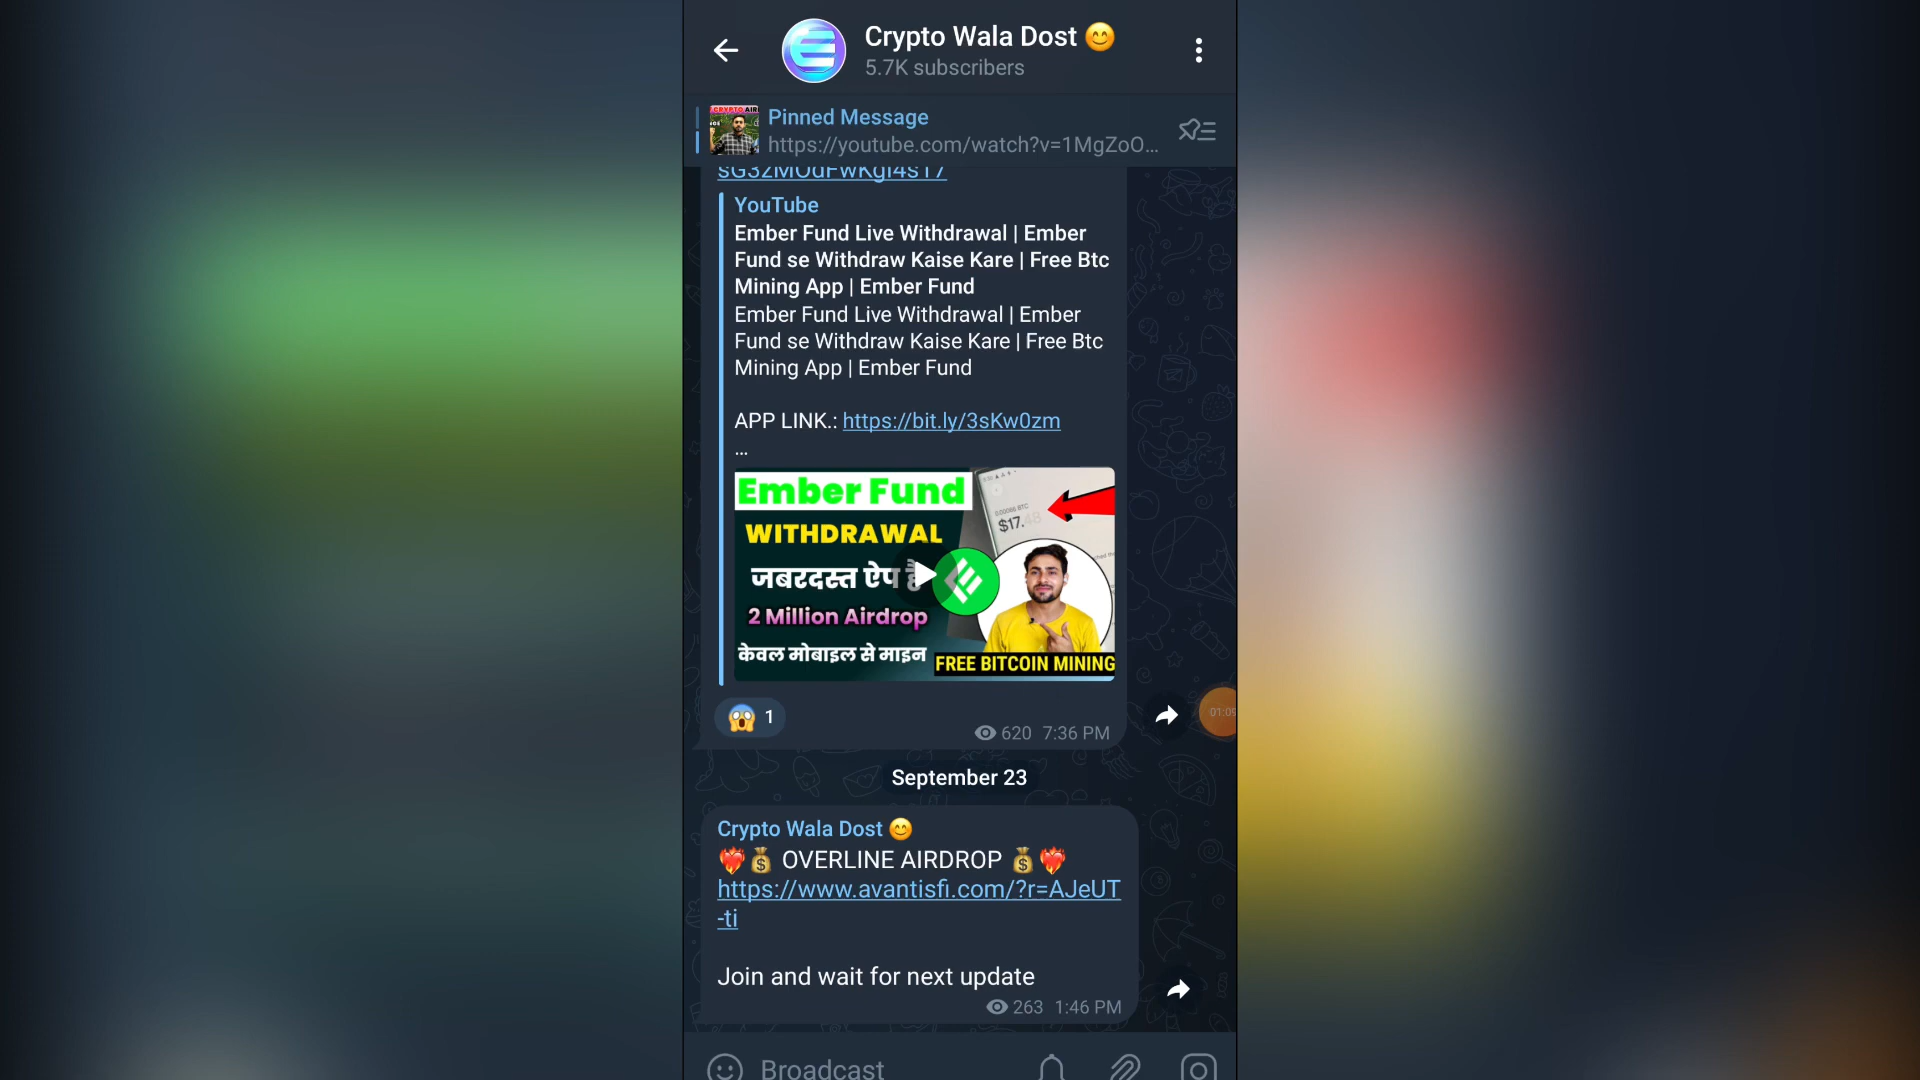 Crypto Wala Dost 😊
5.7K subscribers
Pinned Message
https://youtube.com/watch?v=1MgZoO...
YouTube
Ember Fund Live Withdrawal | Ember
Fund se Withdraw Kaise Kare | Free Btc
Mining App | Ember Fund
Ember Fund Live Withdrawal | Ember
Fund se Withdraw Kaise Kare | Free Btc
Mining App | Ember Fund
APP LINK.: https://bit.ly/3sKw0zm
...
Ember Fund
WITHDRAWAL
$17.48
जबरदस्त ऐप है
2 Million Airdrop
केवल मोबाइल से माइन
FREE BITCOIN MINING
😱 1
620 7:36 PM
01:09
September 23
Crypto Wala Dost 😊
❤️‍🔥💰 OVERLINE AIRDROP 💰❤️‍🔥
https://www.avantisfi.com/?r=AJeUT
-ti
Join and wait for next update
263 1:46 PM
Broadcast